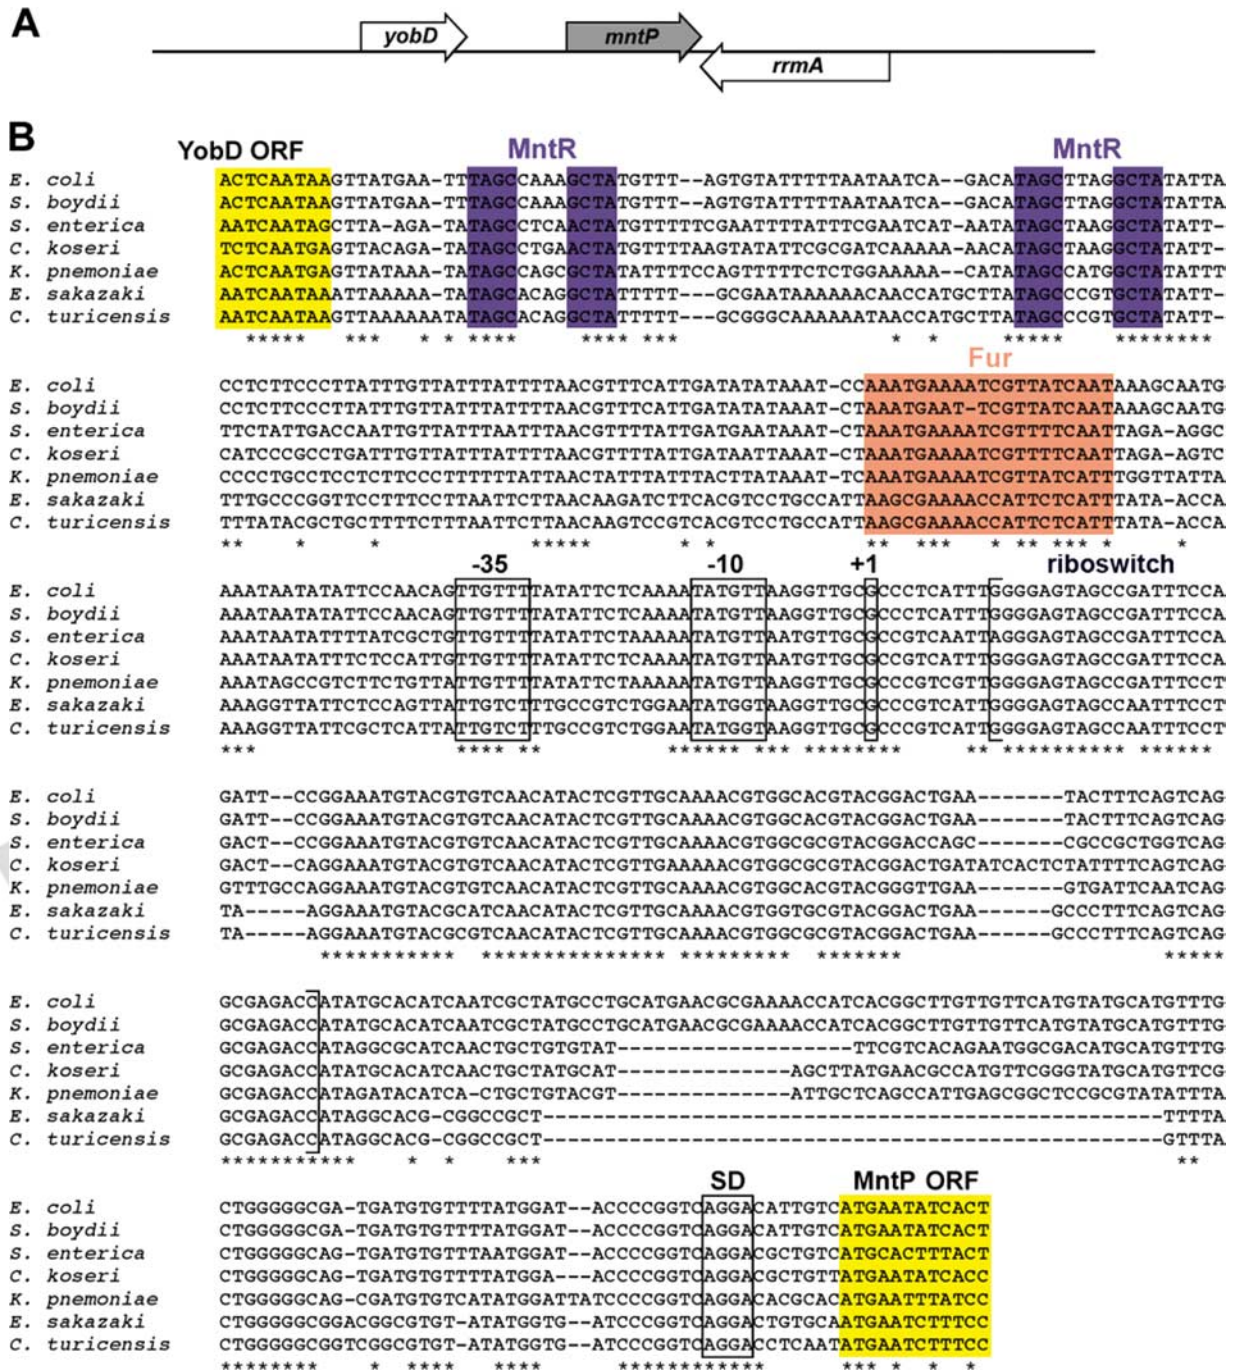 A
yobD mntP
rrmA
B
YobD ORF MntR MntR
E. coli ACTCAATAAGTTATGAA-TTTAGCCAAAGCTATGTTT--AGTGTATTTTTAATAATCA--GACATAGCTTAGGCTATATTA
S. boydii ACTCAATAAGTTATGAA-TTTAGCCAAAGCTATGTTT--AGTGTATTTTTAATAATCA--GACATAGCTTAGGCTATATTA
S. enterica AATCAATAGCTTA-AGA-TATAGCCTCAACTATGTTTTTCGAATTTTATTTCGAATCAT-AATATAGCTAAGGCTATATT-
C. koseri TCTCAATGAGTTACAGA-TATAGCCTGAACTATGTTTTAAGTATATTCGCGATCAAAAA-AACATAGCTAAGGCTATATT-
K. pnemoniae ACTCAATGAGTTATAAA-TATAGCCAGCGCTATATTTTCCAGTTTTTCTCTGGAAAAA--CATATAGCCATGGCTATATTT
E. sakazaki AATCAATAAATTAAAAA-TATAGCACAGGCTATTTTT---GCGAATAAAAAACAACCATGCTTATAGCCCGTGCTATATT-
C. turicensis AATCAATAAGTTAAAAAATATAGCACAGGCTATTTTT---GCGGGCAAAAAATAACCATGCTTATAGCCCGTGCTATATT-
***** *** * * **** **** *** * * **** ********
Fur
E. coli CCTCTTCCCTTATTTGTTATTTATTTTAACGTTTCATTGATATATAAAT-CCAAATGAAAATCGTTATCAATAAAGCAATG
S. boydii CCTCTTCCCTTATTTGTTATTTATTTTAACGTTTCATTGATATATAAAT-CTAAATGAAT-TCGTTATCAATAAAGCAATG
S. enterica TTCTATTGACCAATTGTTATTTAATTTAACGTTTTATTGATGAATAAAT-CTAAATGAAAATCGTTTTCAATTAGA-AGGC
C. koseri CATCCCGCCTGATTTGTTATTTATTTTAACGTTTTATTGATAATTAAAT-CTAAATGAAAATCGTTTTCAATTAGA-AGTC
K. pnemoniae CCCCTGCCTCCTCTTCCCTTTTTTATTAACTATTTATTTACTTATAAAT-TCAAATGAAAATCGTTATCATTTGGTTATTA
E. sakazaki TTTGCCCGGTTCCTTTCCTTAATTCTTAACAAGATCTTCACGTCCTGCCATTAAGCGAAAACCATTCTCATTTATA-ACCA
C. turicensis TTTATACGCTGCTTTTCTTTAATTCTTAACAAGTCCGTCACGTCCTGCCATTAAGCGAAAACCATTCTCATTTATA-ACCA
** * * ***** * * ** *** * ** *** * *
-35 -10 +1 riboswitch
E. coli AAATAATATATTCCAACAGTTGTTTTATATTCTCAAAATATGTTAAGGTTGCGCCCTCATTTGGGGAGTAGCCGATTTCCA
S. boydii AAATAATATATTCCAACAGTTGTTTTATATTCTCAAAATATGTTAAGGTTGCGCCCTCATTTGGGGAGTAGCCGATTTCCA
S. enterica AAATAATATTTTATCGCTGTTGTTTTATATTCTAAAAATATGTTAATGTTGCGCCGTCAATTAGGGAGTAGCCGATTTCCA
C. koseri AAATAATATTTCTCCATTGTTGTTTTATATTCTCAAAATATGTTAATGTTGCGCCGTCATTTGGGGAGTAGCCGATTTCCA
K. pnemoniae AAATAGCCGTCTTCTGTTATTGTTTTATATTCTAAAAATATGTTAAGGTTGCGCCCGTCGTTGGGGAGTAGCCGATTTCCT
E. sakazaki AAAGGTTATTCTCCAGTTATTGTCTTTGCCGTCTGGAATATGGTAAGGTTGCGCCCGTCATTGGGGAGTAGCCAATTTCCT
C. turicensis AAAGGTTATTCGCTCATTATTGTCTTTGCCGTCTGGAATATGGTAAGGTTGCGCCCGTCATTGGGGAGTAGCCAATTTCCT
*** **** ** ****** *** ******** ** ********** ******
E. coli GATT--CCGGAAATGTACGTGTCAACATACTCGTTGCAAAACGTGGCACGTACGGACTGAA-------TACTTTCAGTCAG
S. boydii GATT--CCGGAAATGTACGTGTCAACATACTCGTTGCAAAACGTGGCACGTACGGACTGAA-------TACTTTCAGTCAG
S. enterica GACT--CCGGAAATGTACGTGTCAACATACTCGTTGCAAAACGTGGCGCGTACGGACCAGC-------CGCCGCTGGTCAG
C. koseri GACT--CAGGAAATGTACGTGTCAACATACTCGTTGAAAAACGTGGCGCGTACGGACTGATATCACTCTATTTTCAGTCAG
K. pnemoniae GTTTGCCAGGAAATGTACGTGTCAACATACTCGTTGCAAAACGTGGCACGTACGGGTTGAA-------GTGATTCAATCAG
E. sakazaki TA-----AGGAAATGTACGCATCAACATACTCGTTGCAAAACGTGGTGCGTACGGACTGAA------GCCCTTTCAGTCAG
C. turicensis TA-----AGGAAATGTACGCGTCAACATACTCGTTGCAAAACGTGGCGCGTACGGACTGAA------GCCCTTTCAGTCAG
*********** *************** ********* ******* *****
E. coli GCGAGACCATATGCACATCAATCGCTATGCCTGCATGAACGCGAAAACCATCACGGCTTGTTGTTCATGTATGCATGTTTG
S. boydii GCGAGACCATATGCACATCAATCGCTATGCCTGCATGAACGCGAAAACCATCACGGCTTGTTGTTCATGTATGCATGTTTG
S. enterica GCGAGACCATAGGCGCATCAACTGCTGTGTAT-------------------TTCGTCACAGAATGGCGACATGCATGTTTG
C. koseri GCGAGACCATATGCACATCAACTGCTATGCAT--------------AGCTTATGAACGCCATGTTCGGGTATGCATGTTCG
K. pnemoniae GCGAGACCATAGATACATCA-CTGCTGTACGT--------------ATTGCTCAGCCATTGAGCGGCTCCGCGTATATTTA
E. sakazaki GCGAGACCATAGGCACG-CGGCCGCT--------------------------------------------------TTTTA
C. turicensis GCGAGACCATAGGCACG-CGGCCGCT--------------------------------------------------GTTTA
*********** * * *** **
SD MntP ORF
E. coli CTGGGGGCGA-TGATGTGTTTTATGGAT--ACCCCGGTCAGGACATTGTCATGAATATCACT
S. boydii CTGGGGGCGA-TGATGTGTTTTATGGAT--ACCCCGGTCAGGACATTGTCATGAATATCACT
S. enterica CTGGGGGCAG-TGATGTGTTTAATGGAT--ACCCCGGTCAGGACGCTGTCATGCACTTTACT
C. koseri CTGGGGGCAG-TGATGTGTTTTATGGA---ACCCCGGTCAGGACGCTGTTATGAATATCACC
K. pnemoniae CTGGGGGCAG-CGATGTGTCATATGGATTATCCCCGGTCAGGACACGCACATGAATTTATCC
E. sakazaki CTGGGGGCGGACGGCGTGT-ATATGGTG--ATCCCGGTCAGGACTGTGCAATGAATCTTTCC
C. turicensis CTGGGGGCGGTCGGCGTGT-ATATGGTG--ATCCCGGTCAGGACCTCAATATGAATCTTTCC
******** * **** **** ************ *** * * *